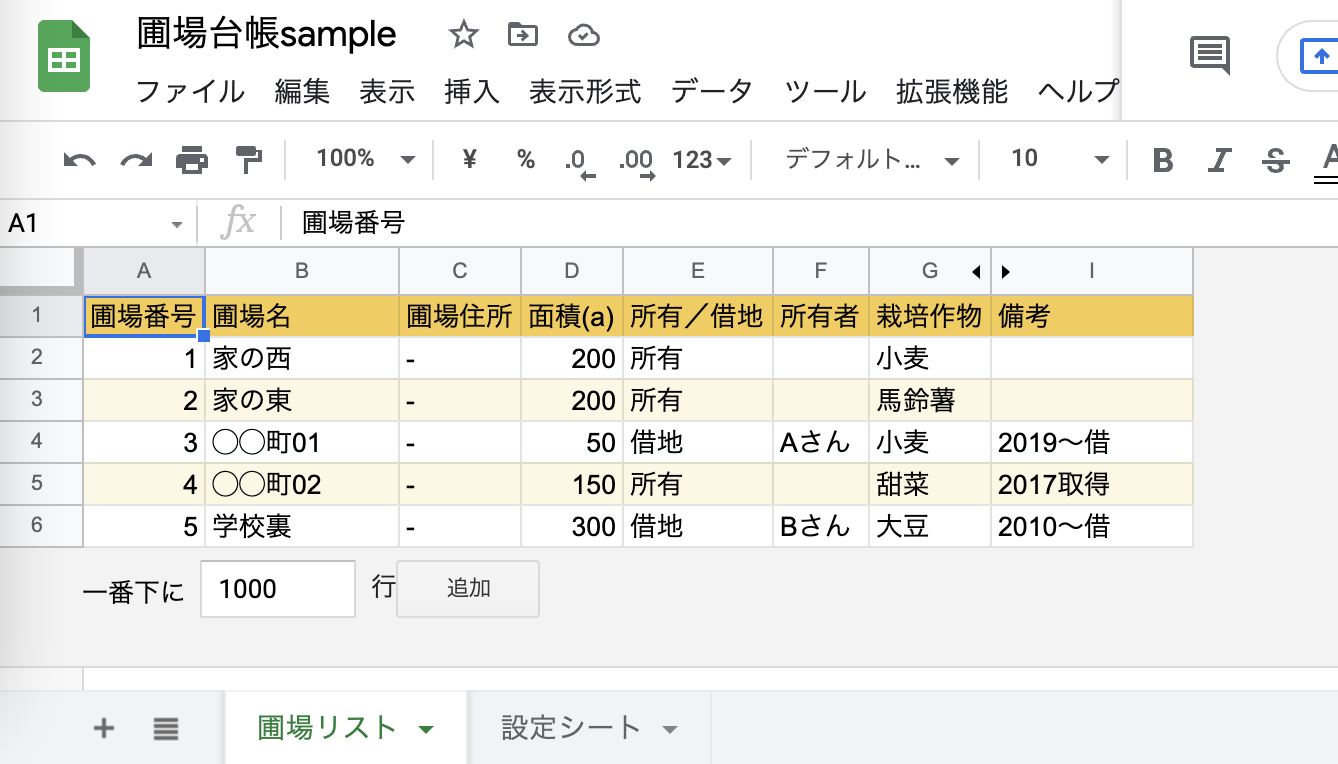 圃場台帳sample
ファイル 編集 表示 挿入 表示形式 データ ツール 拡張機能 ヘルプ
100% ¥ % .0 .00 123 デフォルト... 10 B I S A
A1 fx 圃場番号
A B C D E F G I
1 圃場番号 圃場名 圃場住所 面積(a) 所有／借地 所有者 栽培作物 備考
2 1 家の西 - 200 所有 小麦
3 2 家の東 - 200 所有 馬鈴薯
4 3 〇〇町01 - 50 借地 Aさん 小麦 2019〜借
5 4 〇〇町02 - 150 所有 甜菜 2017取得
6 5 学校裏 - 300 借地 Bさん 大豆 2010〜借
一番下に 1000 行 追加
圃場リスト 設定シート